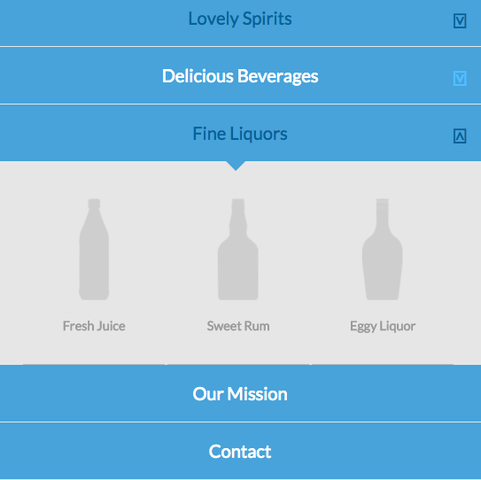 Lovely Spirits
Delicious Beverages
Fine Liquors
Fresh Juice Sweet Rum Eggy Liquor
Our Mission
Contact